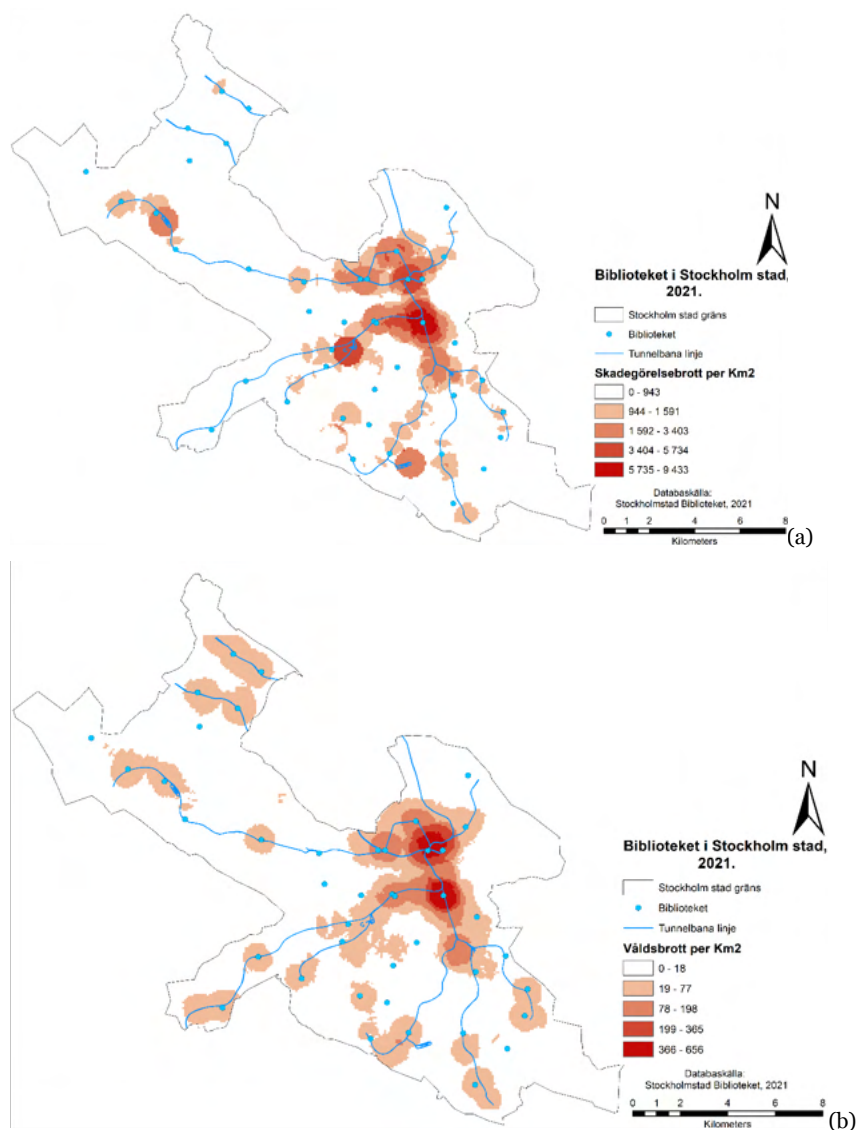 N
Biblioteket i Stockholm stad,
2021.
Stockholm stad gräns
Biblioteket
Tunnelbana linje
Skadegörelsebrott per Km2
0 - 943
944 - 1 591
1 592 - 3 403
3 404 - 5 734
5 735 - 9 433
Databaskälla:
Stockholmstad Biblioteket, 2021
0 1 2 4 6 8
Kilometers
(a)
N
Biblioteket i Stockholm stad,
2021.
Stockholm stad gräns
Biblioteket
Tunnelbana linje
Våldsbrott per Km2
0 - 18
19 - 77
78 - 198
199 - 365
366 - 656
Databaskälla:
Stockholmstad Biblioteket, 2021
0 1 2 4 6 8
Kilometers
(b)